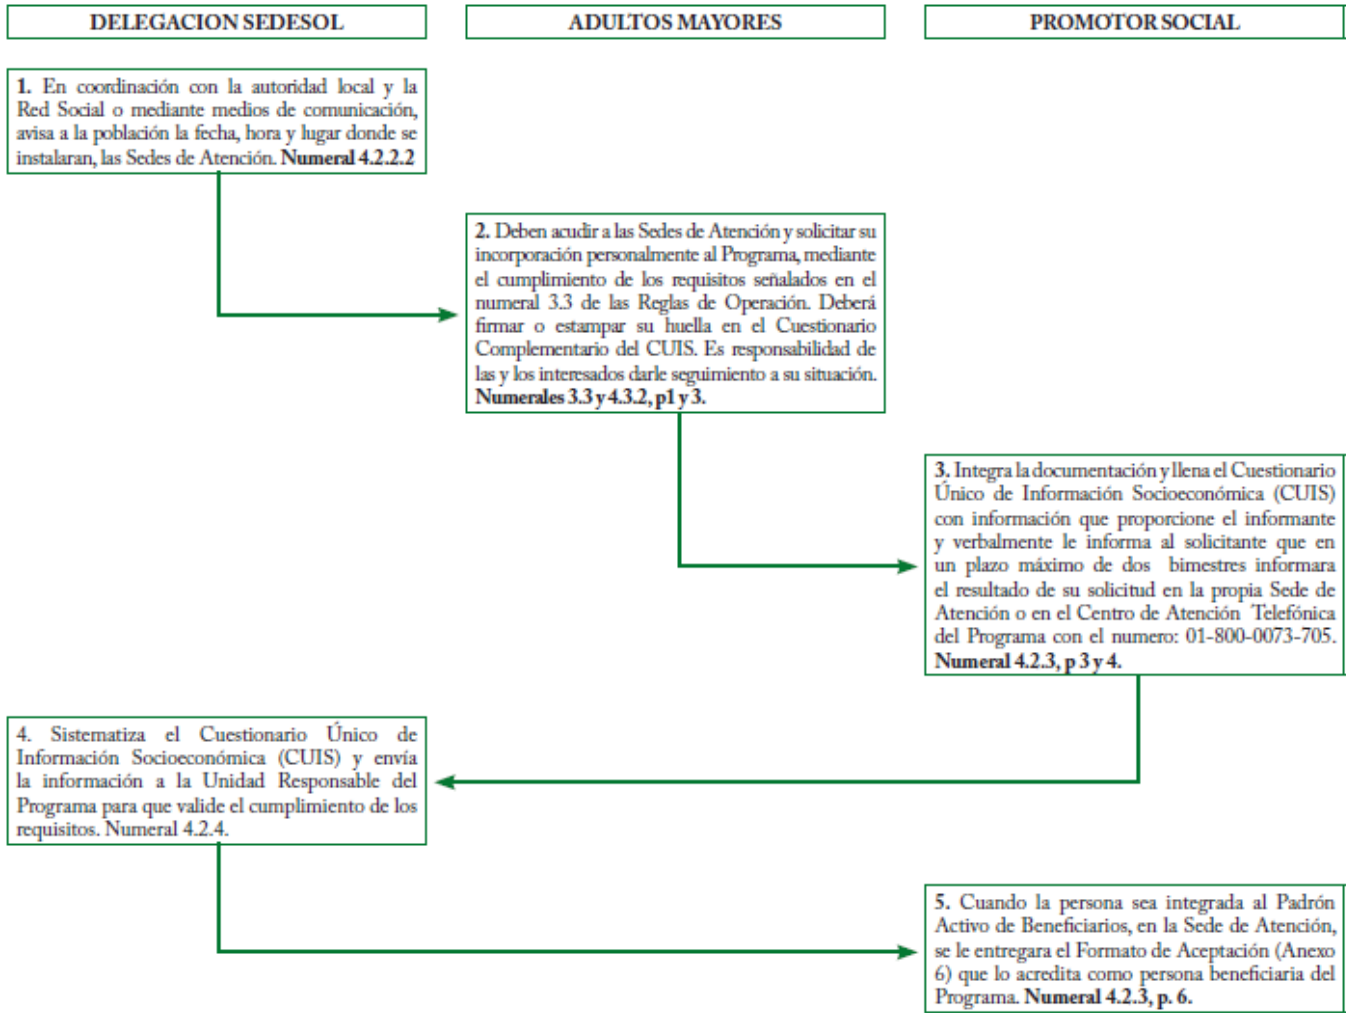 DELEGACION SEDESOL
ADULTOS MAYORES
PROMOTOR SOCIAL
1. En coordinación con la autoridad local y la
Red Social o mediante medios de comunicación,
avisa a la población la fecha, hora y lugar donde se
instalaran, las Sedes de Atención. Numeral 4.2.2.2
2. Deben acudir a las Sedes de Atención y solicitar su
incorporación personalmente al Programa, mediante
el cumplimiento de los requisitos señalados en el
numeral 3.3 de las Reglas de Operación. Deberá
firmar o estampar su huella en el Cuestionario
Complementario del CUIS. Es responsabilidad de
las y los interesados darle seguimiento a su situación.
Numerales 3.3 y 4.3.2, p1 y 3.
3. Integra la documentación y llena el Cuestionario
Único de Información Socioeconómica (CUIS)
con información que proporcione el informante
y verbalmente le informa al solicitante que en
un plazo máximo de dos bimestres informara
el resultado de su solicitud en la propia Sede de
Atención o en el Centro de Atención Telefónica
del Programa con el numero: 01-800-0073-705.
Numeral 4.2.3, p 3 y 4.
4. Sistematiza el Cuestionario Único de
Información Socioeconómica (CUIS) y envía
la información a la Unidad Responsable del
Programa para que valide el cumplimiento de los
requisitos. Numeral 4.2.4.
5. Cuando la persona sea integrada al Padrón
Activo de Beneficiarios, en la Sede de Atención,
se le entregara el Formato de Aceptación (Anexo
6) que lo acredita como persona beneficiaria del
Programa. Numeral 4.2.3, p. 6.